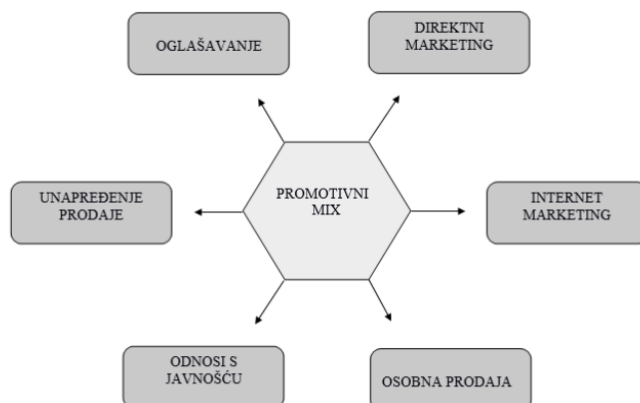 OGLAŠAVANJE
DIREKTNI
MARKETING
UNAPREĐENJE
PRODAJE
PROMOTIVNI
MIX
INTERNET
MARKETING
ODNOSI S
JAVNOŠĆU
OSOBNA PRODAJA